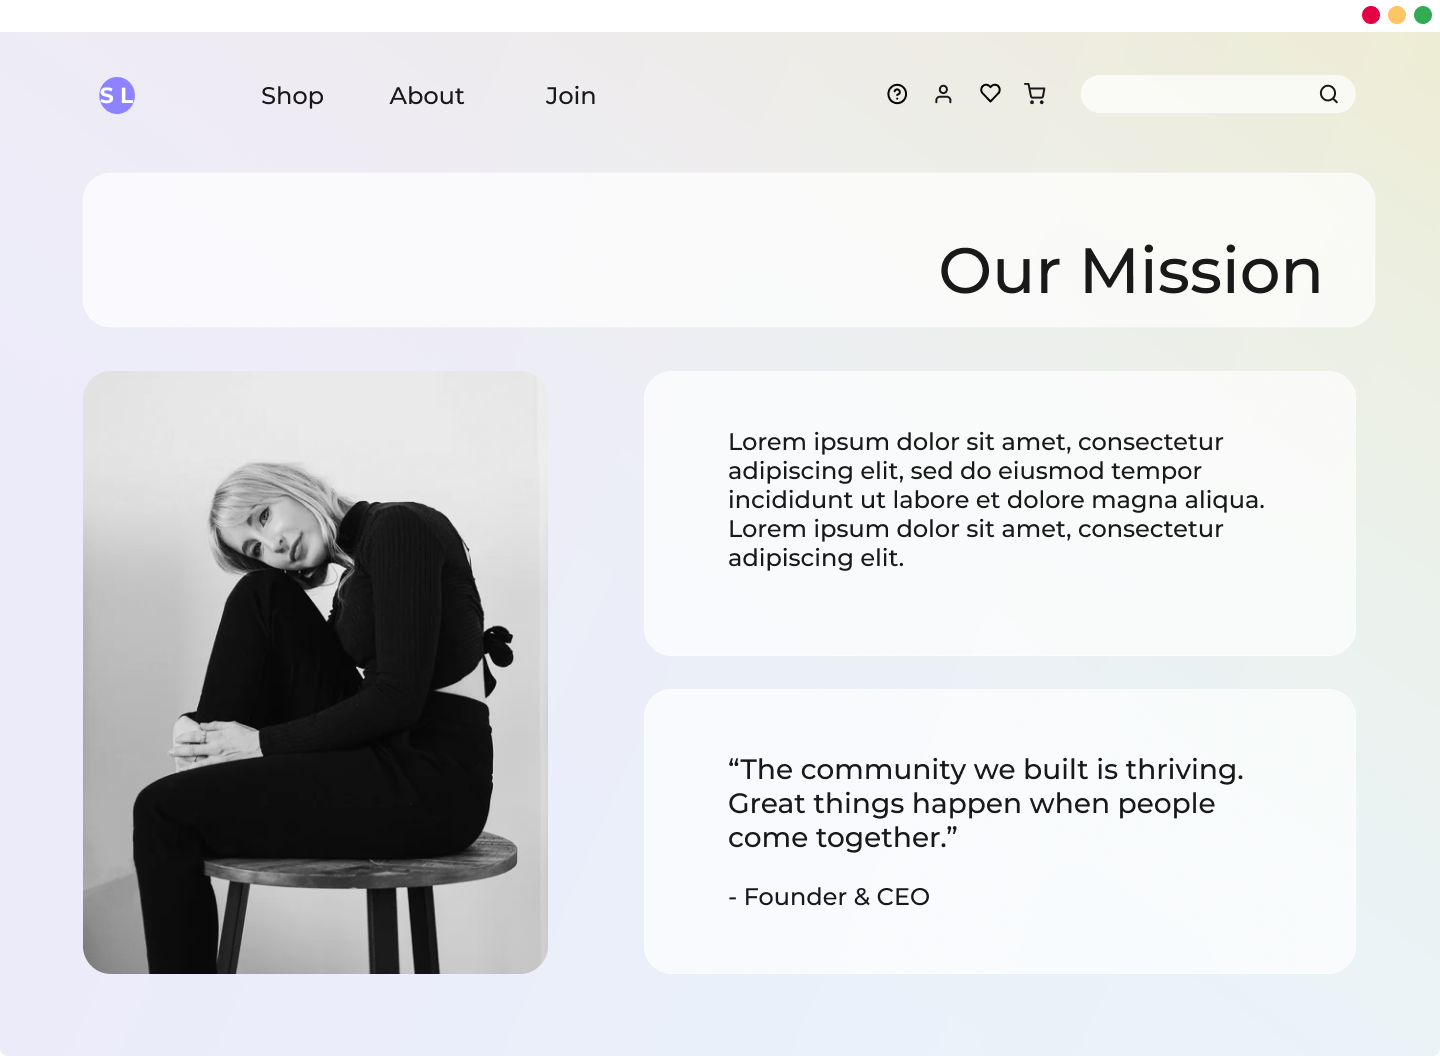 S L
Shop
About
Join
Our Mission
Lorem ipsum dolor sit amet, consectetur
adipiscing elit, sed do eiusmod tempor
incididunt ut labore et dolore magna aliqua.
Lorem ipsum dolor sit amet, consectetur
adipiscing elit.
“The community we built is thriving.
Great things happen when people
come together.”
- Founder & CEO